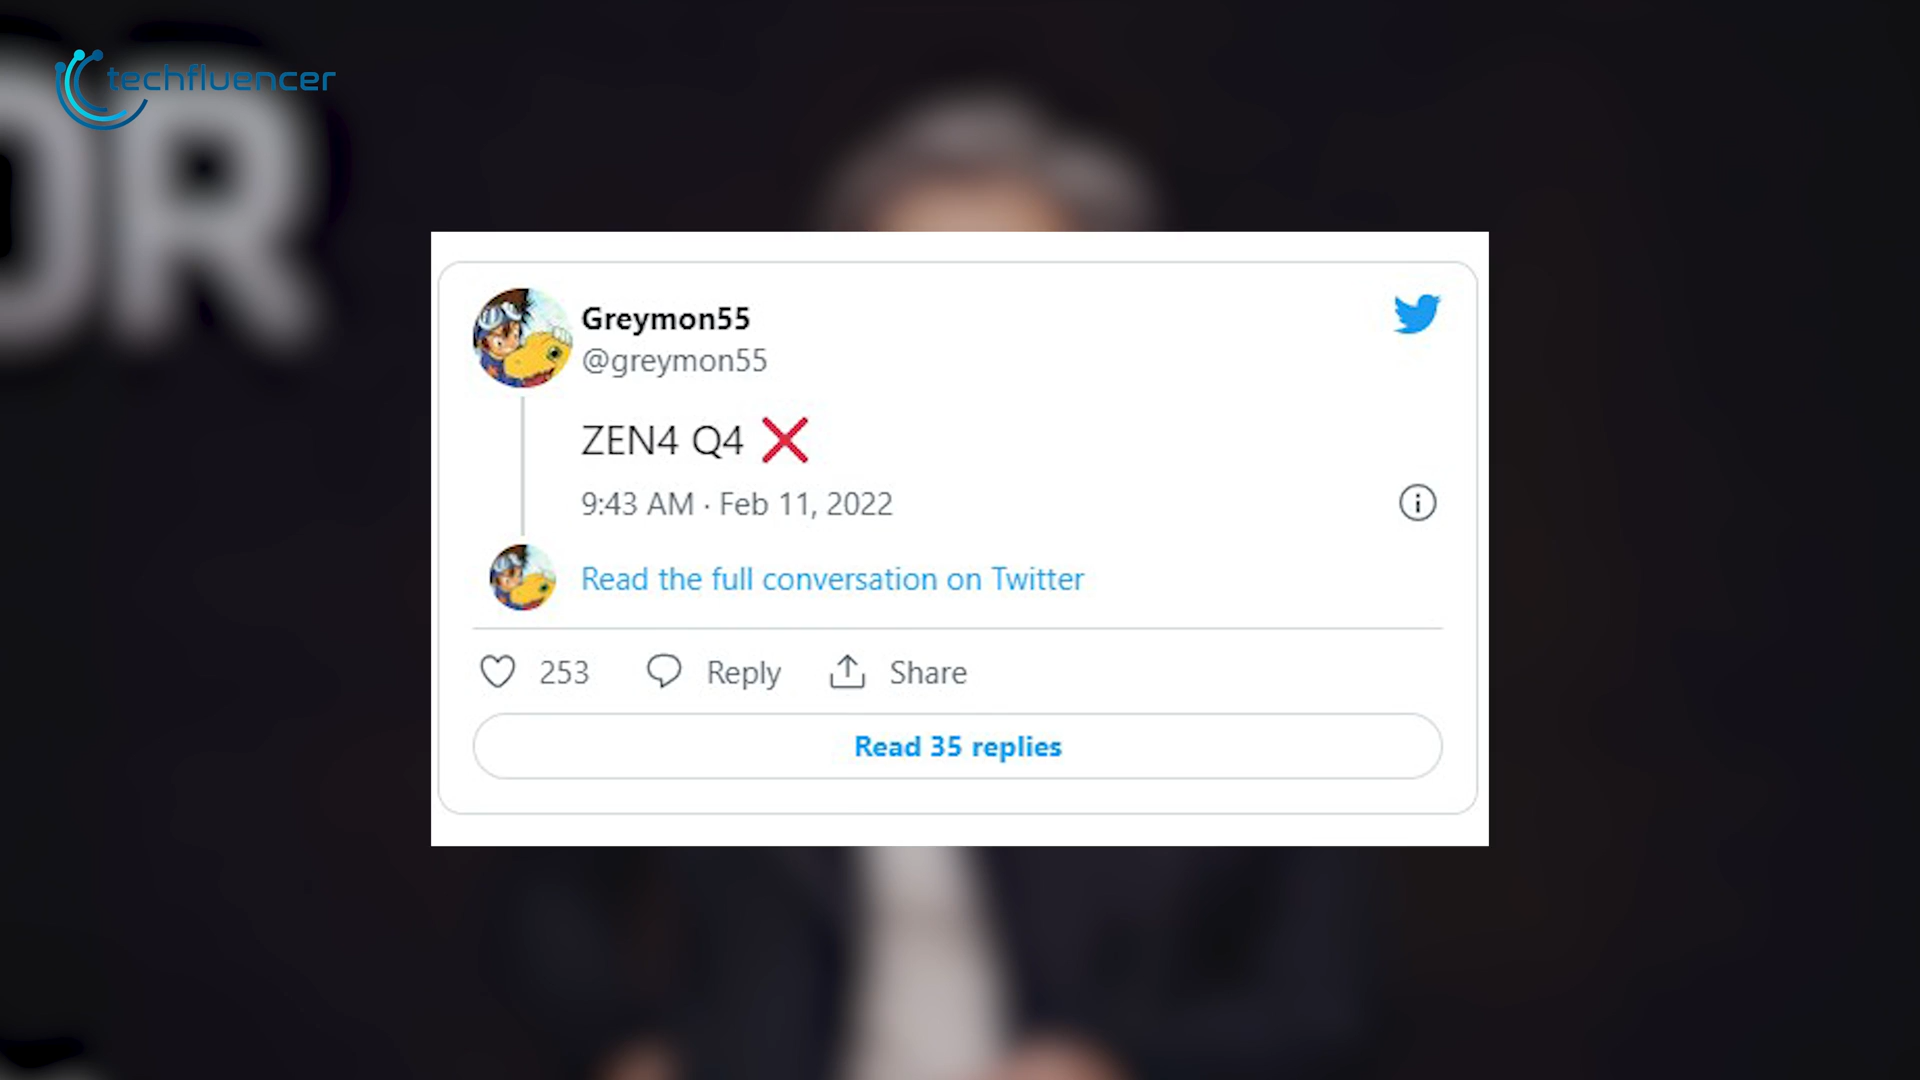 techfluencer
OR
Greymon55
@greymon55
ZEN4 Q4 ❌
9:43 AM · Feb 11, 2022
Read the full conversation on Twitter
253 Reply Share
Read 35 replies